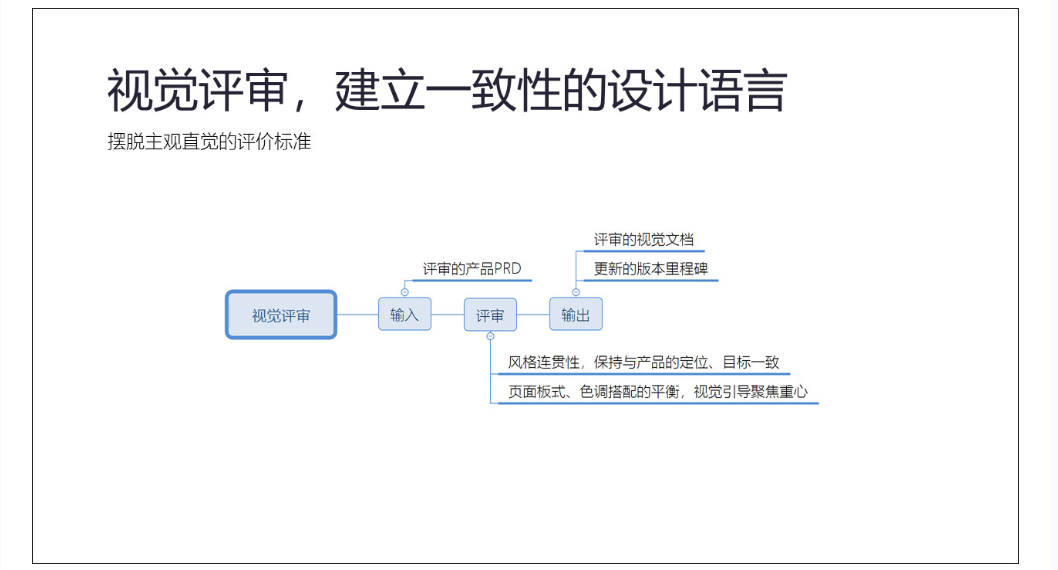 视觉评审，建立一致性的设计语言
摆脱主观直觉的评价标准
评审的视觉文档
评审的产品PRD
更新的版本里程碑
视觉评审
输入
评审
输出
风格连贯性，保持与产品的定位、目标一致
页面板式、色调搭配的平衡，视觉引导聚焦重心